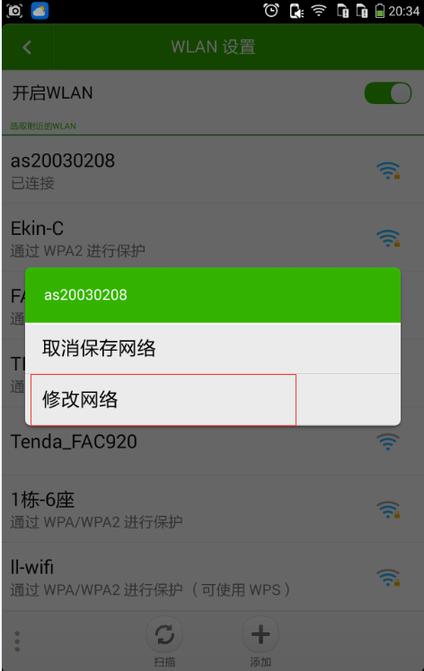 20:34
WLAN 设置
开启WLAN
选取附近的WLAN
as20030208
已连接
Ekin-C
通过 WPA2 进行保护
FA
通
as20030208
取消保存网络
修改网络
通
Tenda_FAC920
1栋-6座
通过 WPA/WPA2 进行保护
ll-wifi
通过 WPA/WPA2 进行保护（可使用 WPS）
扫描
添加